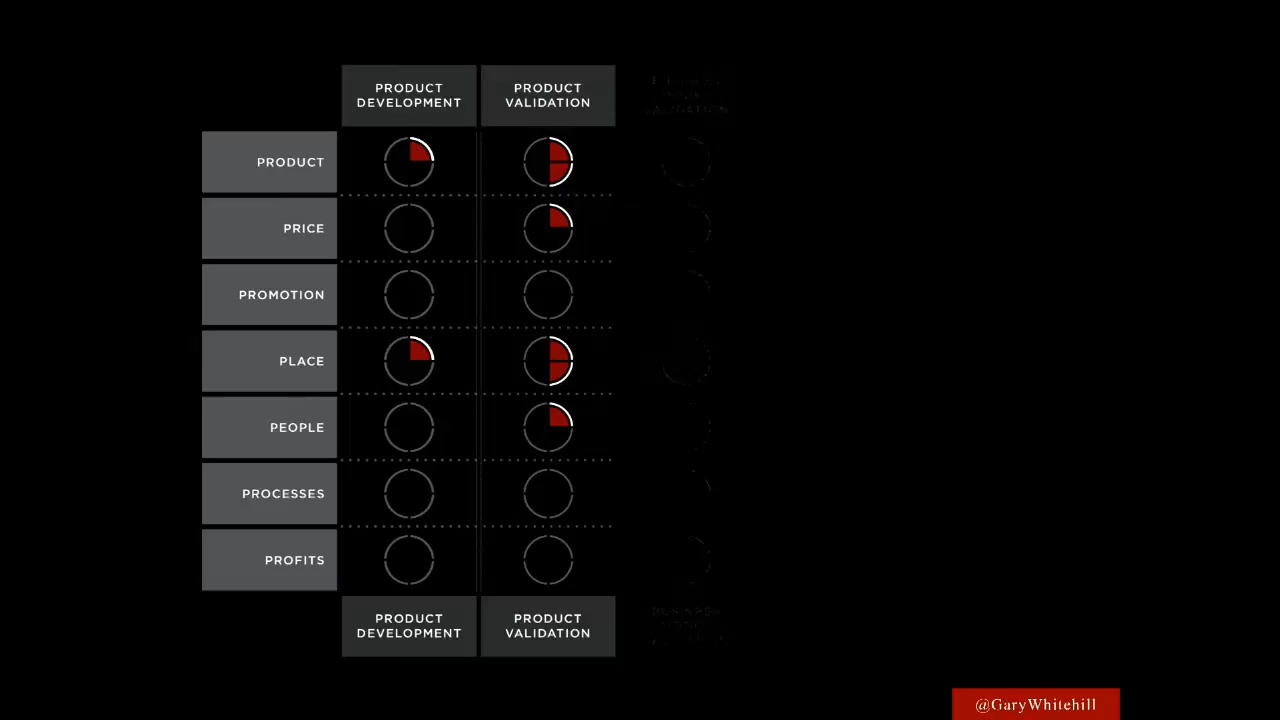 PRODUCT
DEVELOPMENT
PRODUCT
VALIDATION
PRODUCT
PRICE
PROMOTION
PLACE
PEOPLE
PROCESSES
PROFITS
PRODUCT
DEVELOPMENT
PRODUCT
VALIDATION
@GaryWhitehill